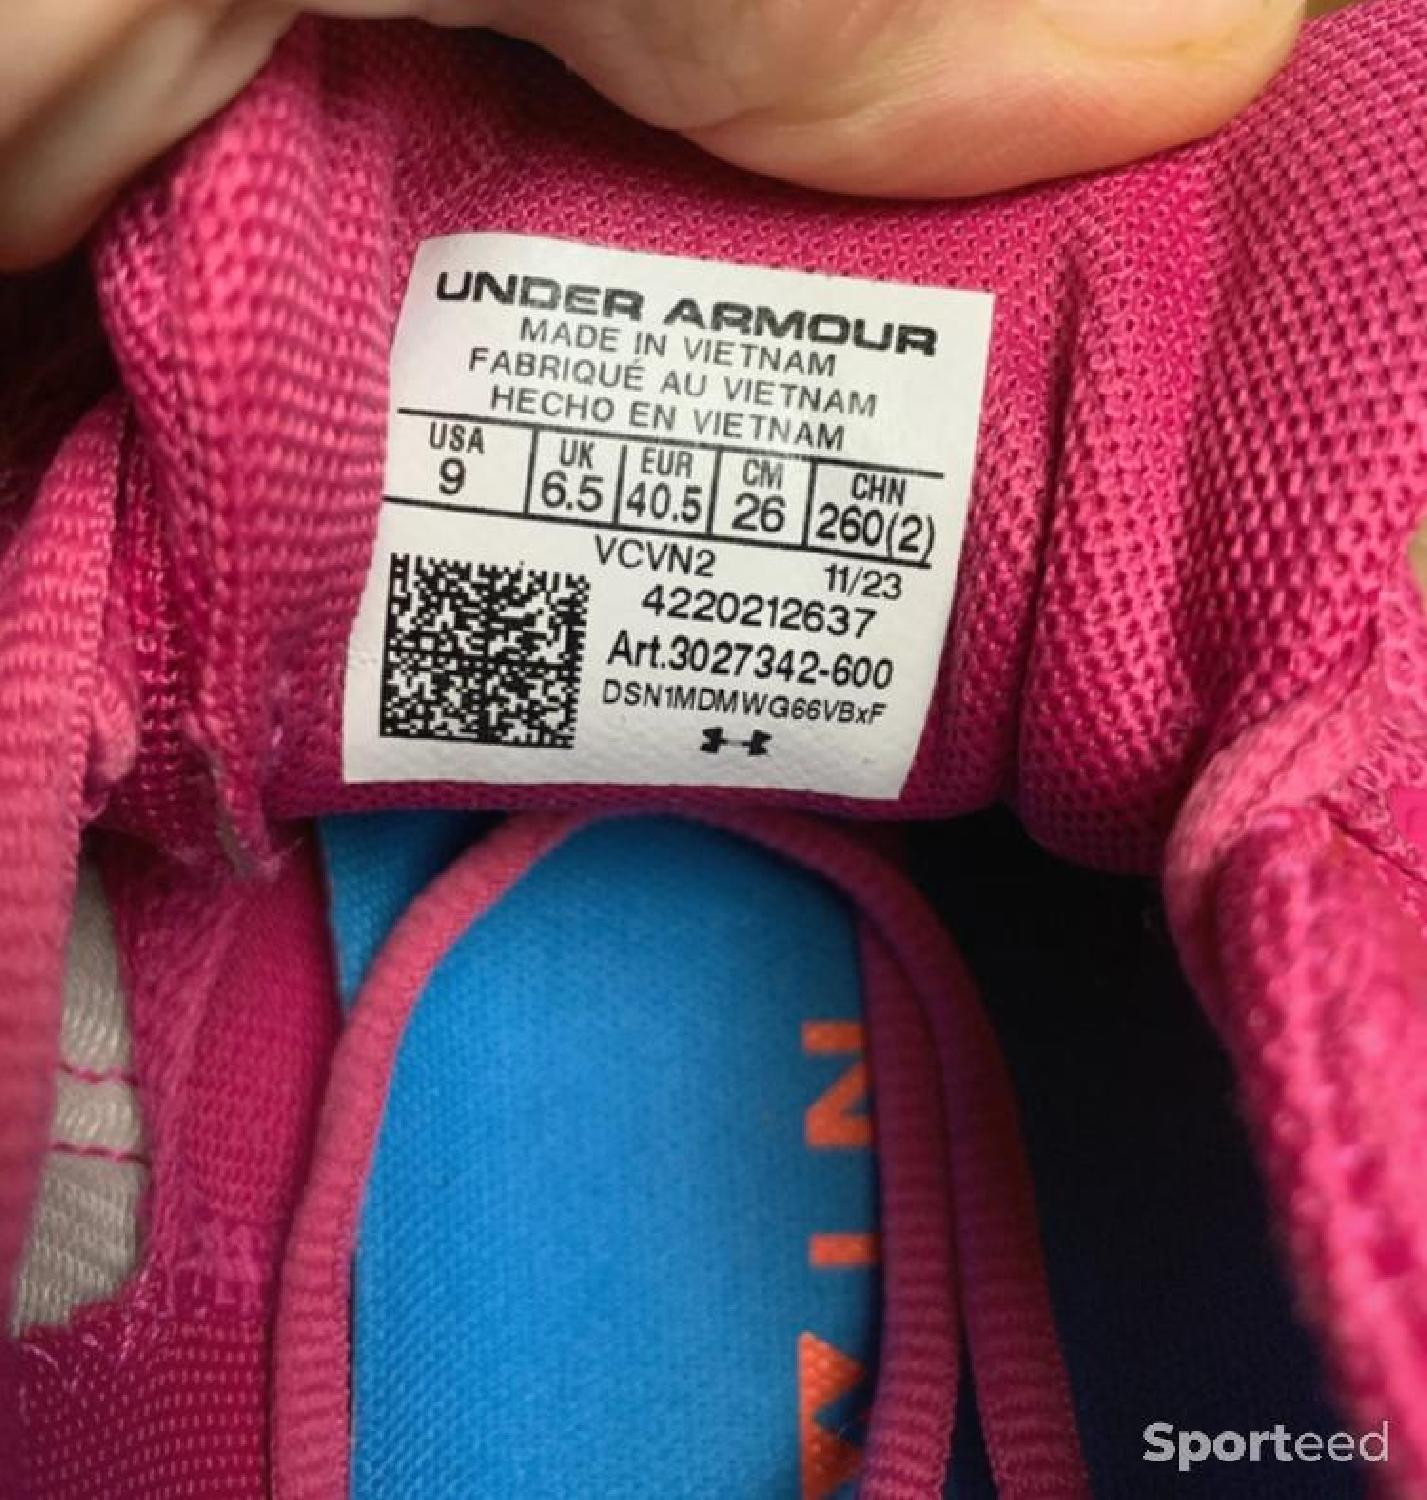 UNDER ARMOUR
MADE IN VIETNAM
FABRIQUÉ AU VIETNAM
HECHO EN VIETNAM
USA UK EUR CM CHN
9 6.5 40.5 26 260(2)
VCVN2 11/23
4220212637
Art.3027342-600
DSN1MDMWG66VBxF
Sporteed